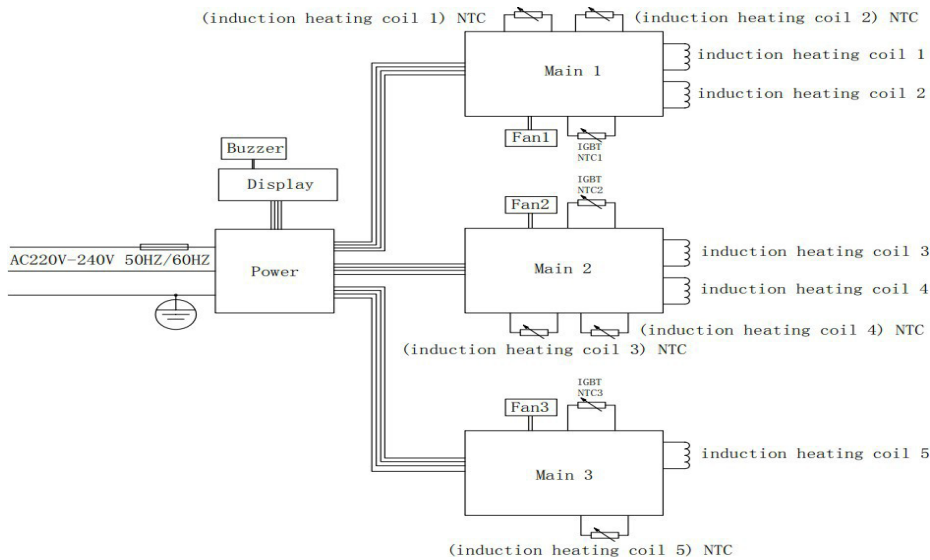 (induction heating coil 1) NTC
(induction heating coil 2) NTC
Main 1
induction heating coil 1
induction heating coil 2
Fan1
IGBT
NTC1
Buzzer
Display
IGBT
NTC2
Fan2
AC220V-240V 50HZ/60HZ
Power
Main 2
induction heating coil 3
induction heating coil 4
(induction heating coil 4) NTC
(induction heating coil 3) NTC
IGBT
NTC3
Fan3
Main 3
induction heating coil 5
(induction heating coil 5) NTC